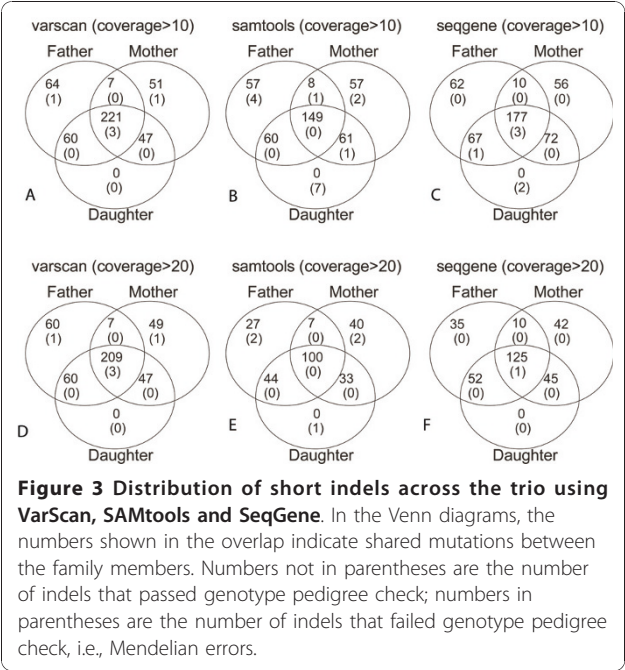 varscan (coverage>10)
Father Mother
64 7 51
(1) (0) (1)
221
(3)
60 47
(0) (0)
0
(0)
A
Daughter
samtools (coverage>10)
Father Mother
57 8 57
(4) (1) (2)
149
(0)
60 61
(0) (1)
0
(7)
B
Daughter
seqgene (coverage>10)
Father Mother
62 10 56
(0) (0) (0)
177
(3)
67 72
(1) (0)
0
(2)
C
Daughter
varscan (coverage>20)
Father Mother
60 7 49
(1) (0) (1)
209
(3)
60 47
(0) (0)
0
(0)
D
Daughter
samtools (coverage>20)
Father Mother
27 7 40
(2) (0) (2)
100
(0)
44 33
(0) (0)
0
(1)
E
Daughter
seqgene (coverage>20)
Father Mother
35 10 42
(0) (0) (0)
125
(1)
52 45
(0) (0)
0
(0)
F
Daughter
Figure 3 Distribution of short indels across the trio using
VarScan, SAMtools and SeqGene. In the Venn diagrams, the
numbers shown in the overlap indicate shared mutations between
the family members. Numbers not in parentheses are the number
of indels that passed genotype pedigree check; numbers in
parentheses are the number of indels that failed genotype pedigree
check, i.e., Mendelian errors.